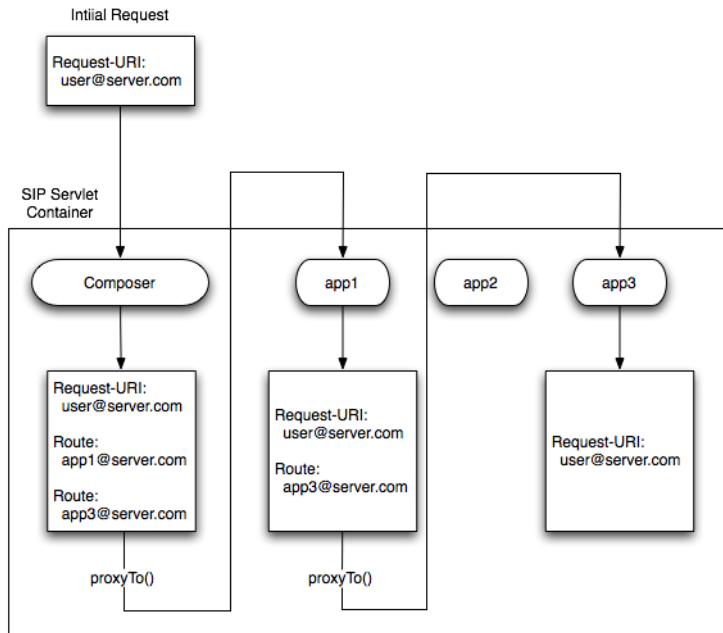 Intiial Request
Request-URI:
user@server.com
SIP Servlet
Container
Composer
app1
app2
app3
Request-URI:
user@server.com
Route:
app1@server.com
Route:
app3@server.com
Request-URI:
user@server.com
Route:
app3@server.com
Request-URI:
user@server.com
proxyTo()
proxyTo()